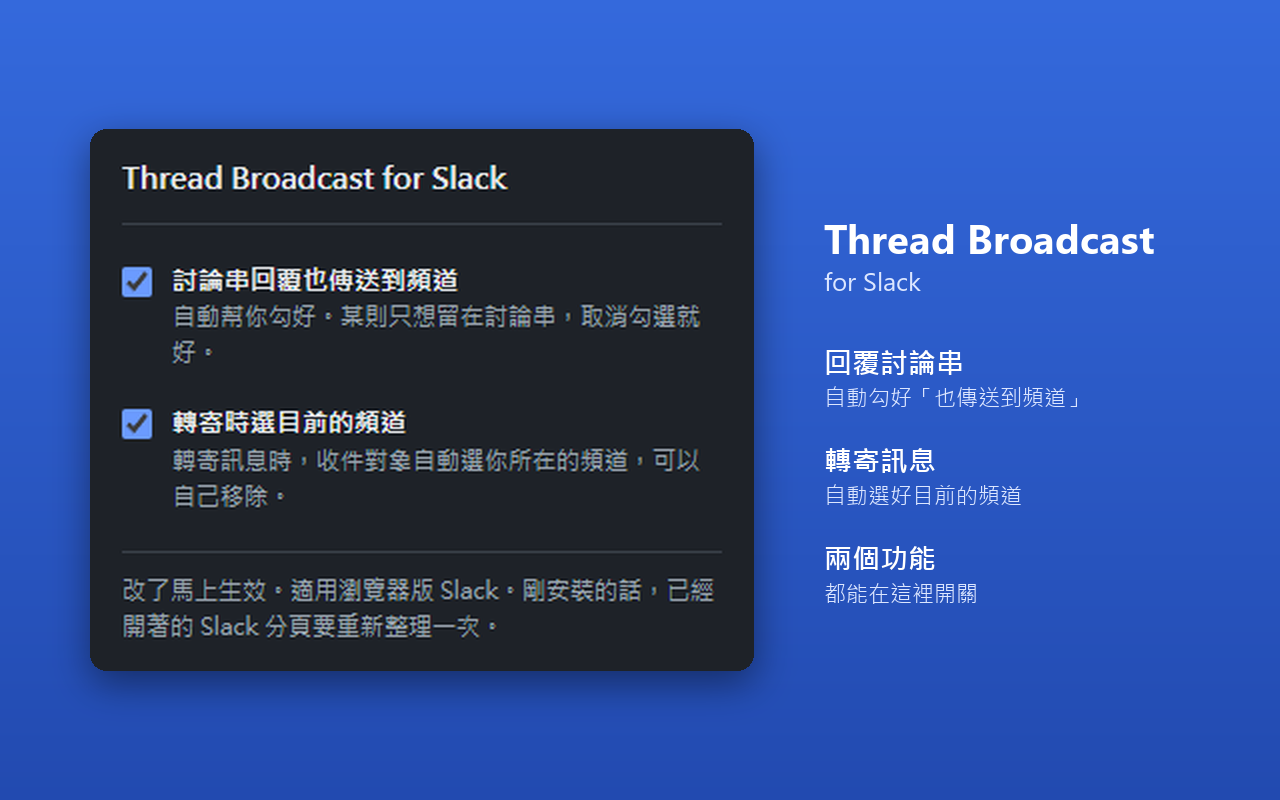 Thread Broadcast for Slack
討論串回覆也傳送到頻道
自動幫你勾好。某則只想留在討論串，取消勾選就
好。
轉寄時選目前的頻道
轉寄訊息時，收件對象自動選你所在的頻道，可以
自己移除。
改了馬上生效。適用瀏覽器版 Slack。剛安裝的話，已經
開著的 Slack 分頁要重新整理一次。
Thread Broadcast
for Slack
回覆討論串
自動勾好「也傳送到頻道」
轉寄訊息
自動選好目前的頻道
兩個功能
都能在這裡開關